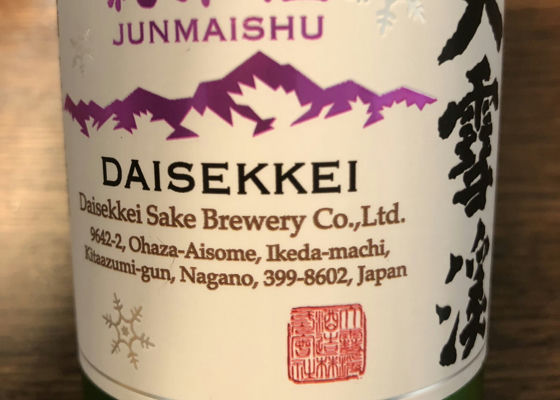 JUNMAISHU
DAISEKKEI
Daisekkei Sake Brewery Co.,Ltd.
9642-2, Ohaza-Aisome, Ikeda-machi,
Kitaazumi-gun, Nagano, 399-8602, Japan
大雪渓